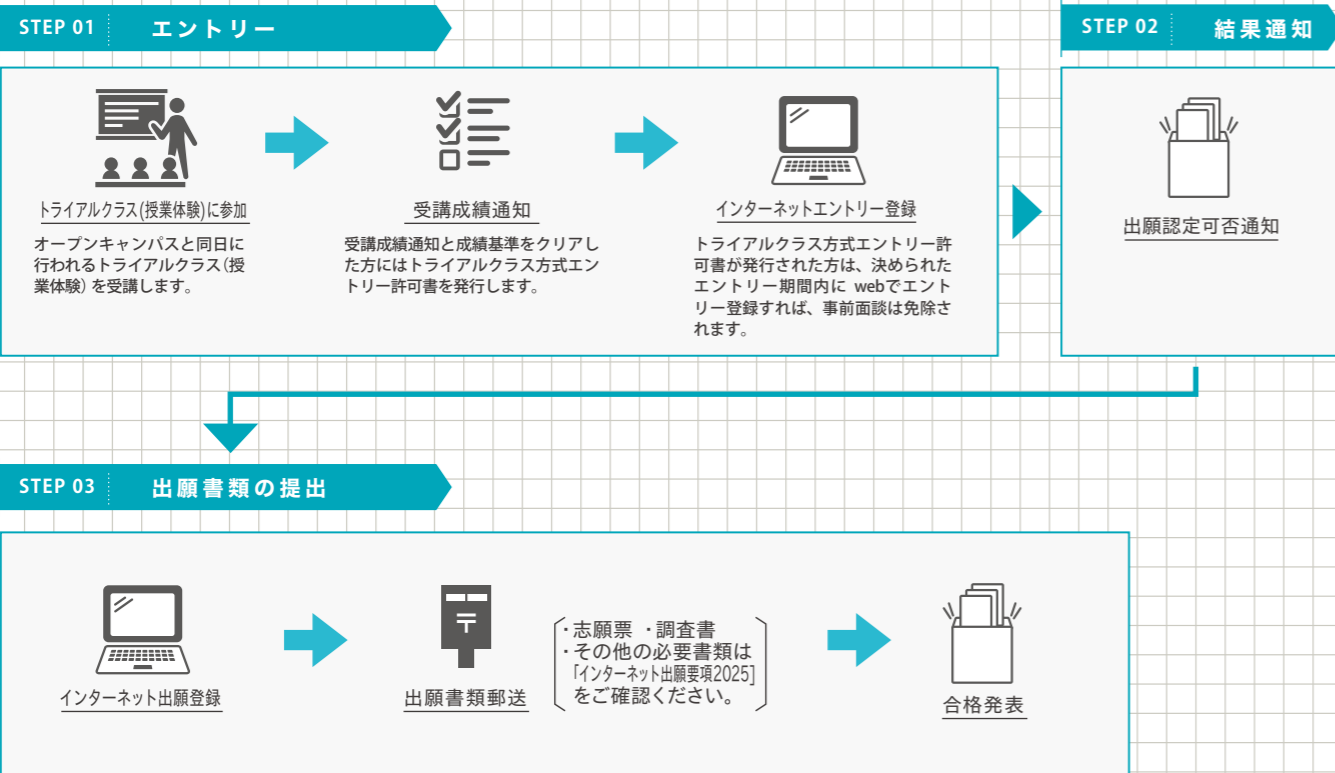 STEP 01 エントリー
トライアルクラス(授業体験)に参加
オープンキャンパスと同日に
行われるトライアルクラス(授
業体験) を受講します。
受講成績通知
受講成績通知と成績基準をクリアし
た方にはトライアルクラス方式エン
トリー許可書を発行します。
インターネットエントリー登録
トライアルクラス方式エントリー許
可書が発行された方は、決められた
エントリー期間内に webでエント
リー登録すれば、事前面談は免除さ
れます。
STEP 02 結果通知
出願認定可否通知
STEP 03 出願書類の提出
インターネット出願登録
〒
出願書類郵送
・志願票 ・調査書
・その他の必要書類は
「インターネット出願要項2025]
をご確認ください。
合格発表